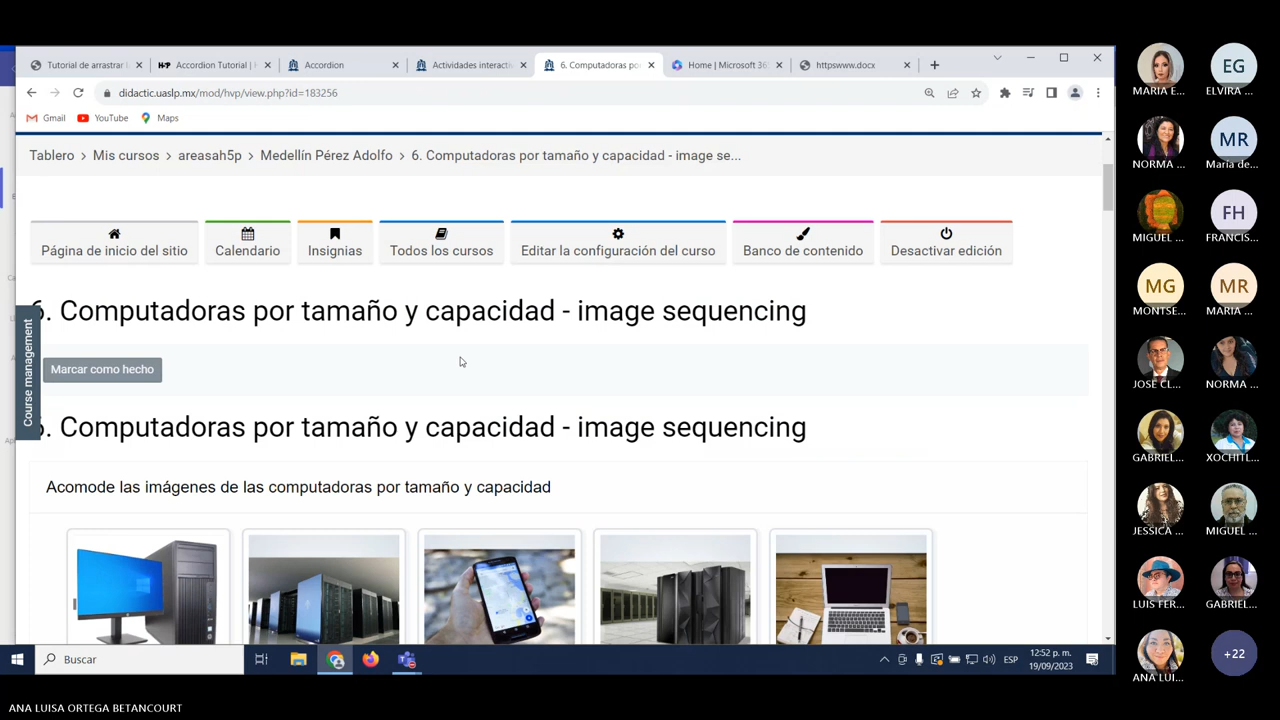 Tutorial de arrastrar
Accordion Tutorial |
Accordion
Actividades interacti
6. Computadoras po
Home | Microsoft 36
httpswww.docx
didactic.uaslp.mx/mod/hvp/view.php?id=183256
Gmail
YouTube
Maps
Tablero > Mis cursos > areasah5p > Medellín Pérez Adolfo > 6. Computadoras por tamaño y capacidad - image se...
Página de inicio del sitio
Calendario
Insignias
Todos los cursos
Editar la configuración del curso
Banco de contenido
Desactivar edición
6. Computadoras por tamaño y capacidad - image sequencing
Course management
Marcar como hecho
6. Computadoras por tamaño y capacidad - image sequencing
Acomode las imágenes de las computadoras por tamaño y capacidad
Buscar
ESP
12:52 p. m.
19/09/2023
MARIA E...
EG
ELVIRA ...
NORMA ...
MR
María de...
MIGUEL ...
FH
FRANCIS...
MG
MONTSE...
MR
MARIA ...
JOSE CL...
NORMA ...
GABRIEL...
XOCHITL...
JESSICA ...
MIGUEL ...
LUIS FER...
GABRIEL...
ANA LUI...
+22
ANA LUISA ORTEGA BETANCOURT